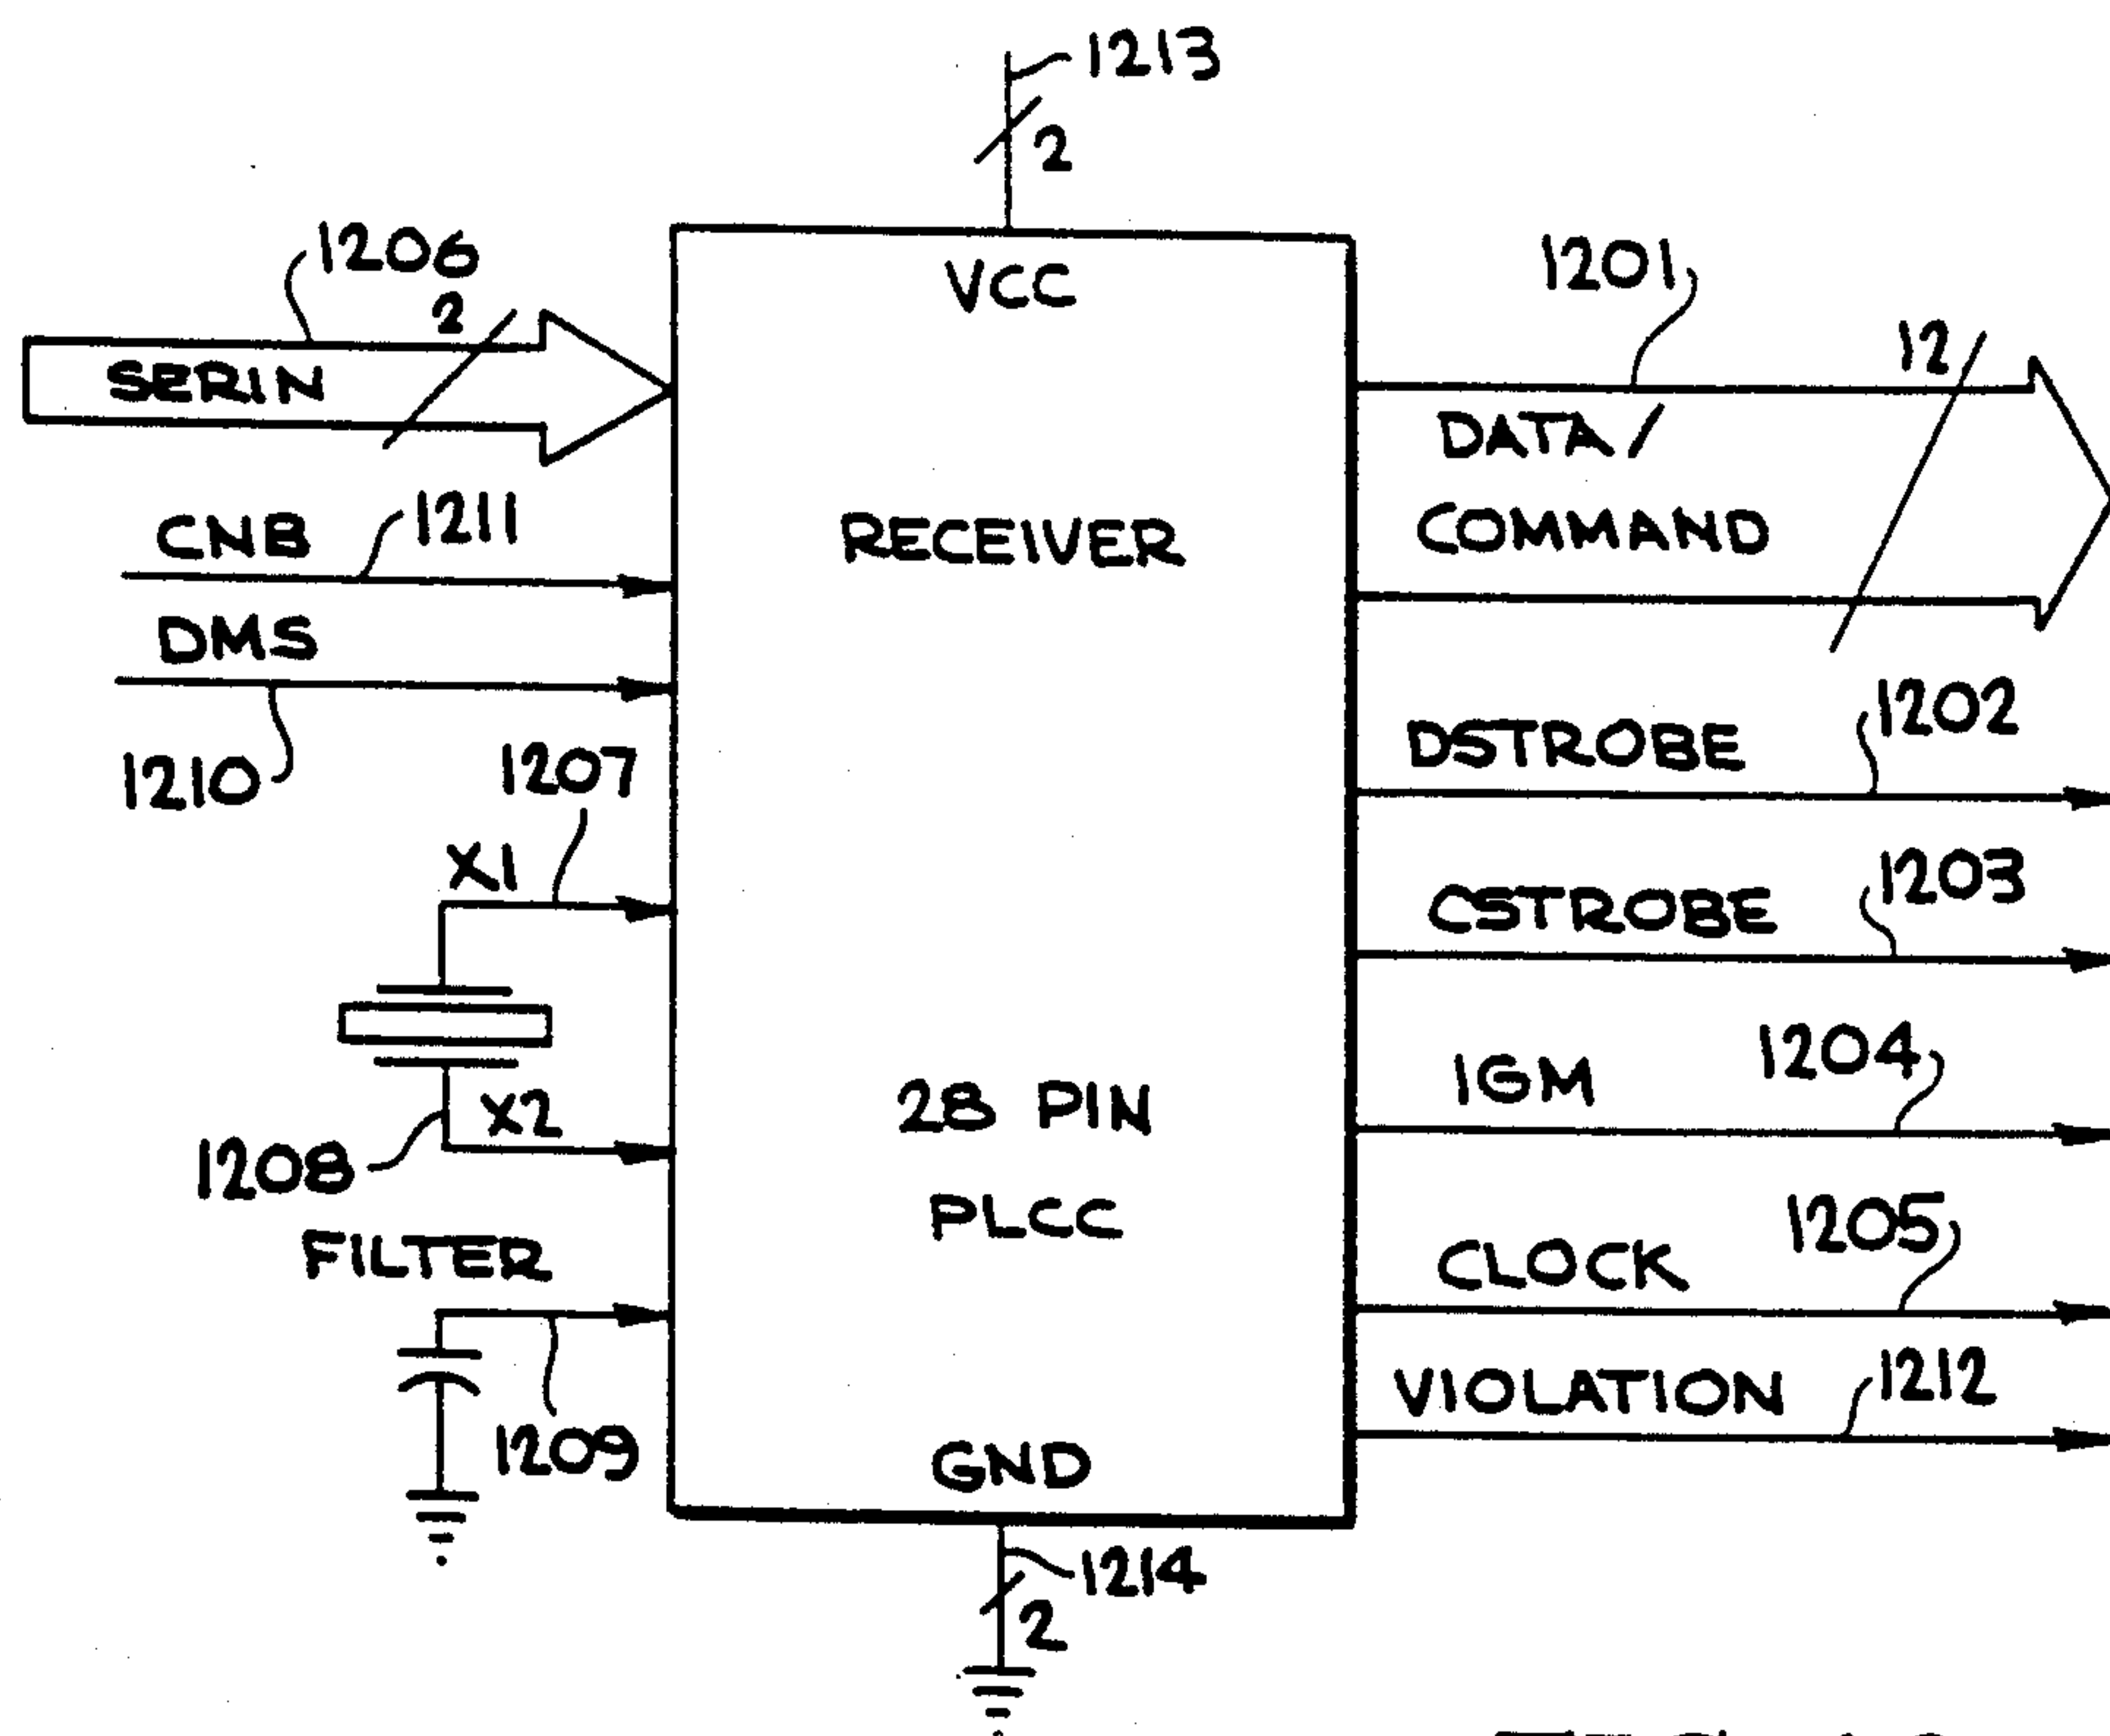 1213
2
1206
2
SERIN
VCC
1201
12
DATA/
COMMAND
CNB
1211
RECEIVER
DMS
1210
1202
DSTROBE
1207
X1
1203
CSTROBE
1204
IGM
X2
1208
28 PIN
PLCC
1205
CLOCK
FILTER
1209
1212
VIOLATION
GND
1214
2